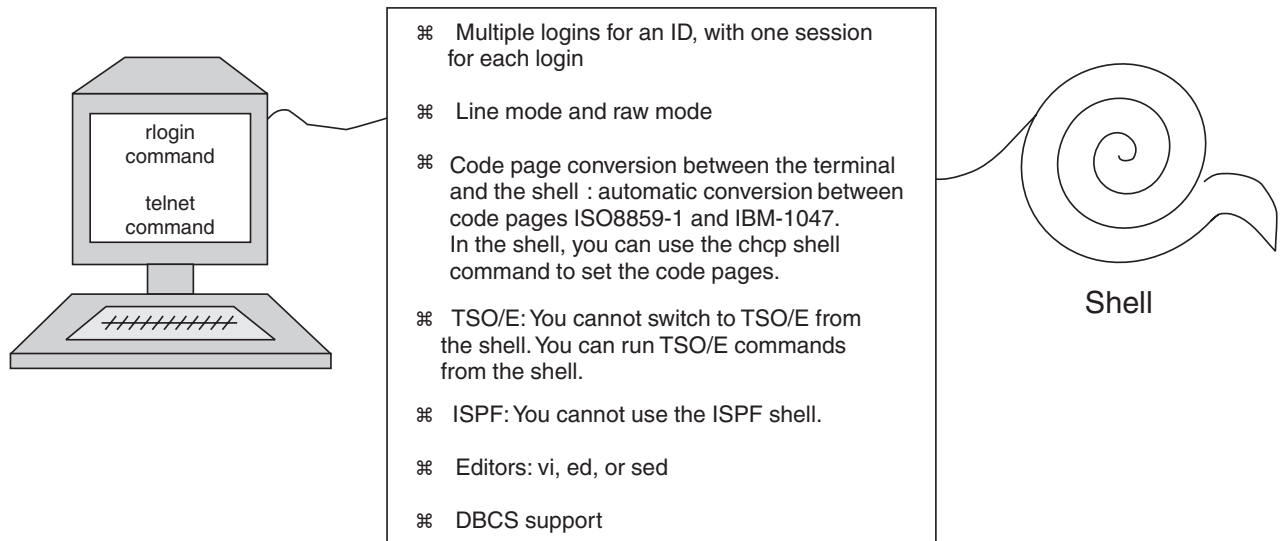 rlogin
command
telnet
command
⌘ Multiple logins for an ID, with one session
for each login
⌘ Line mode and raw mode
⌘ Code page conversion between the terminal
and the shell : automatic conversion between
code pages ISO8859-1 and IBM-1047.
In the shell, you can use the chcp shell
command to set the code pages.
⌘ TSO/E: You cannot switch to TSO/E from
the shell. You can run TSO/E commands
from the shell.
⌘ ISPF: You cannot use the ISPF shell.
⌘ Editors: vi, ed, or sed
⌘ DBCS support
Shell